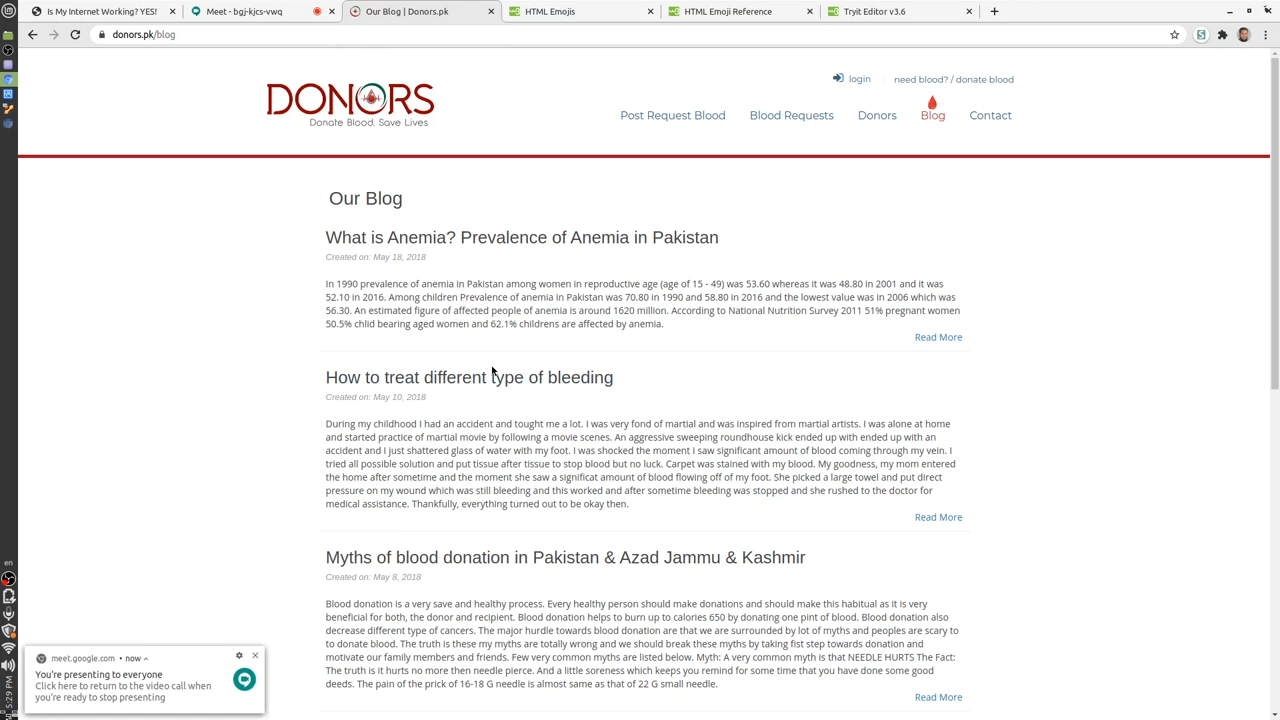 Is My Internet Working? YES!
Meet - bgj-kjcs-vwq
Our Blog | Donors.pk
HTML Emojis
HTML Emoji Reference
Tryit Editor v3.6
donors.pk/blog
login
need blood? / donate blood
DONORS
Donate Blood, Save Lives
Post Request Blood
Blood Requests
Donors
Blog
Contact
Our Blog
What is Anemia? Prevalence of Anemia in Pakistan
Created on: May 18, 2018
In 1990 prevalence of anemia in Pakistan among women in reproductive age (age of 15 - 49) was 53.60 whereas it was 48.80 in 2001 and it was
52.10 in 2016. Among children Prevalence of anemia in Pakistan was 70.80 in 1990 and 58.80 in 2016 and the lowest value was in 2006 which was
56.30. An estimated figure of affected people of anemia is around 1620 million. According to National Nutrition Survey 2011 51% pregnant women
50.5% chlid bearing aged women and 62.1% childrens are affected by anemia.
Read More
How to treat different type of bleeding
Created on: May 10, 2018
During my childhood I had an accident and tought me a lot. I was very fond of martial and was inspired from martial artists. I was alone at home
and started practice of martial movie by following a movie scenes. An aggressive sweeping roundhouse kick ended up with ended up with an
accident and I just shattered glass of water with my foot. I was shocked the moment I saw significant amount of blood coming through my vein. I
tried all possible solution and put tissue after tissue to stop blood but no luck. Carpet was stained with my blood. My goodness, my mom entered
the home after sometime and the moment she saw a significat amount of blood flowing off of my foot. She picked a large towel and put direct
pressure on my wound which was still bleeding and this worked and after sometime bleeding was stopped and she rushed to the doctor for
medical assistance. Thankfully, everything turned out to be okay then.
Read More
Myths of blood donation in Pakistan & Azad Jammu & Kashmir
Created on: May 8, 2018
Blood donation is a very save and healthy process. Every healthy person should make donations and should make this habitual as it is very
beneficial for both, the donor and recipient. Blood donation helps to burn up to calories 650 by donating one pint of blood. Blood donation also
decrease different type of cancers. The major hurdle towards blood donation are that we are surrounded by lot of myths and peoples are scary to
to donate blood. The truth is these my myths are totally wrong and we should break these myths by taking fist step towards donation and
motivate our family members and friends. Few very common myths are listed below. Myth: A very common myth is that NEEDLE HURTS The Fact:
The truth is it hurts no more then needle pierce. And a little soreness which keeps you remind for some time that you have done some good
deeds. The pain of the prick of 16-18 G needle is almost same as that of 22 G small needle.
Read More
en
5:29 PM
meet.google.com • now
You're presenting to everyone
Click here to return to the video call when
you're ready to stop presenting